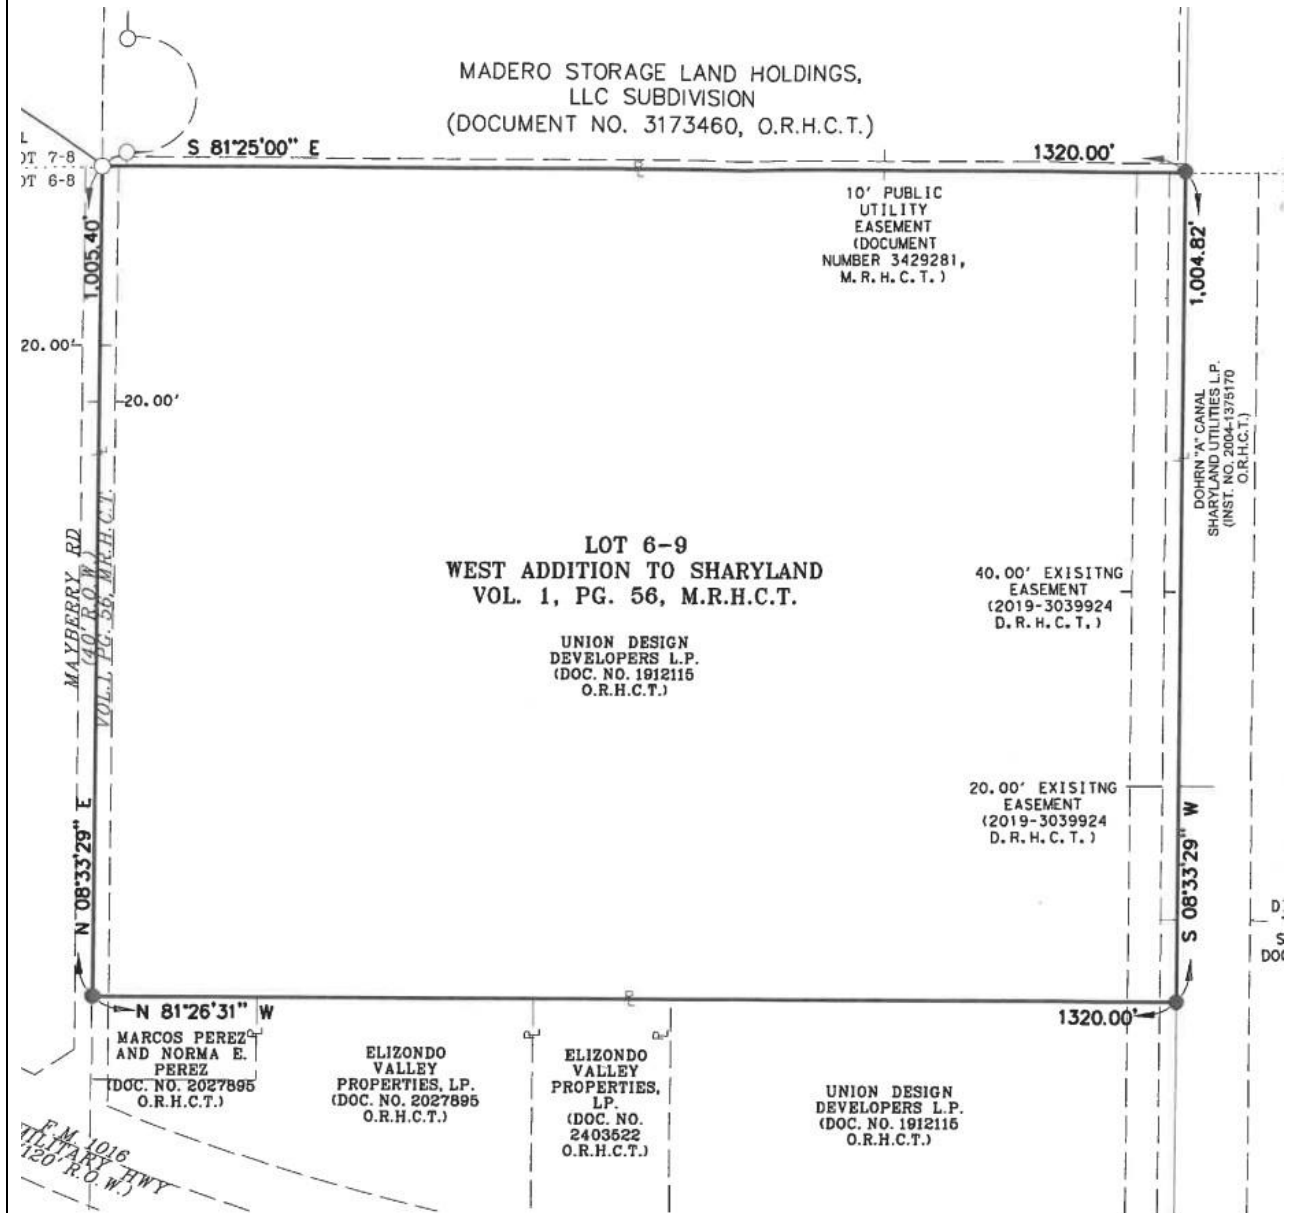 MADERO STORAGE LAND HOLDINGS,
LLC SUBDIVISION
(DOCUMENT NO. 3173460, O.R.H.C.T.)
L
OT 7-8
OT 6-8
S 81°25'00" E
1320.00'
1,005.40'
10' PUBLIC
UTILITY
EASEMENT
(DOCUMENT
NUMBER 3429281,
M.R.H.C.T.)
1,004.82'
20.00'
20.00'
DOHRN "A" CANAL
SHARYLAND UTILITIES L.P.
(INST. NO. 2004-1375170
O.R.H.C.T.)
MAYBERRY RD
(40' R.O.W.)
VOL.1 PG. 56, M.R.H.C.T.
LOT 6-9
WEST ADDITION TO SHARYLAND
VOL. 1, PG. 56, M.R.H.C.T.
UNION DESIGN
DEVELOPERS L.P.
(DOC. NO. 1912115
O.R.H.C.T.)
40.00' EXISITNG
EASEMENT
(2019-3039924
D.R.H.C.T.)
20.00' EXISITNG
EASEMENT
(2019-3039924
D.R.H.C.T.)
N 08°33'29" E
S 08°33'29" W
D
S
DOC
N 81°26'31" W
1320.00'
MARCOS PEREZ
AND NORMA E.
PEREZ
(DOC. NO. 2027895
O.R.H.C.T.)
ELIZONDO
VALLEY
PROPERTIES, LP.
(DOC. NO. 2027895
O.R.H.C.T.)
ELIZONDO
VALLEY
PROPERTIES,
LP.
(DOC. NO.
2403522
O.R.H.C.T.)
UNION DESIGN
DEVELOPERS L.P.
(DOC. NO. 1912115
O.R.H.C.T.)
F.M. 1016
MILITARY HWY
(120' R.O.W.)